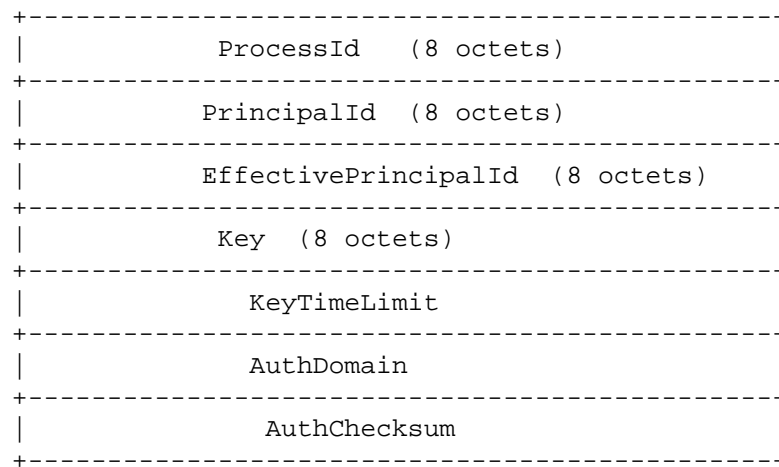 +------------------------------------------------
|            ProcessId   (8 octets)
+------------------------------------------------
|           PrincipalId  (8 octets)
+------------------------------------------------
|           EffectivePrincipalId  (8 octets)
+------------------------------------------------
|            Key  (8 octets)
+------------------------------------------------
|              KeyTimeLimit
+------------------------------------------------
|              AuthDomain
+------------------------------------------------
|               AuthChecksum
+------------------------------------------------